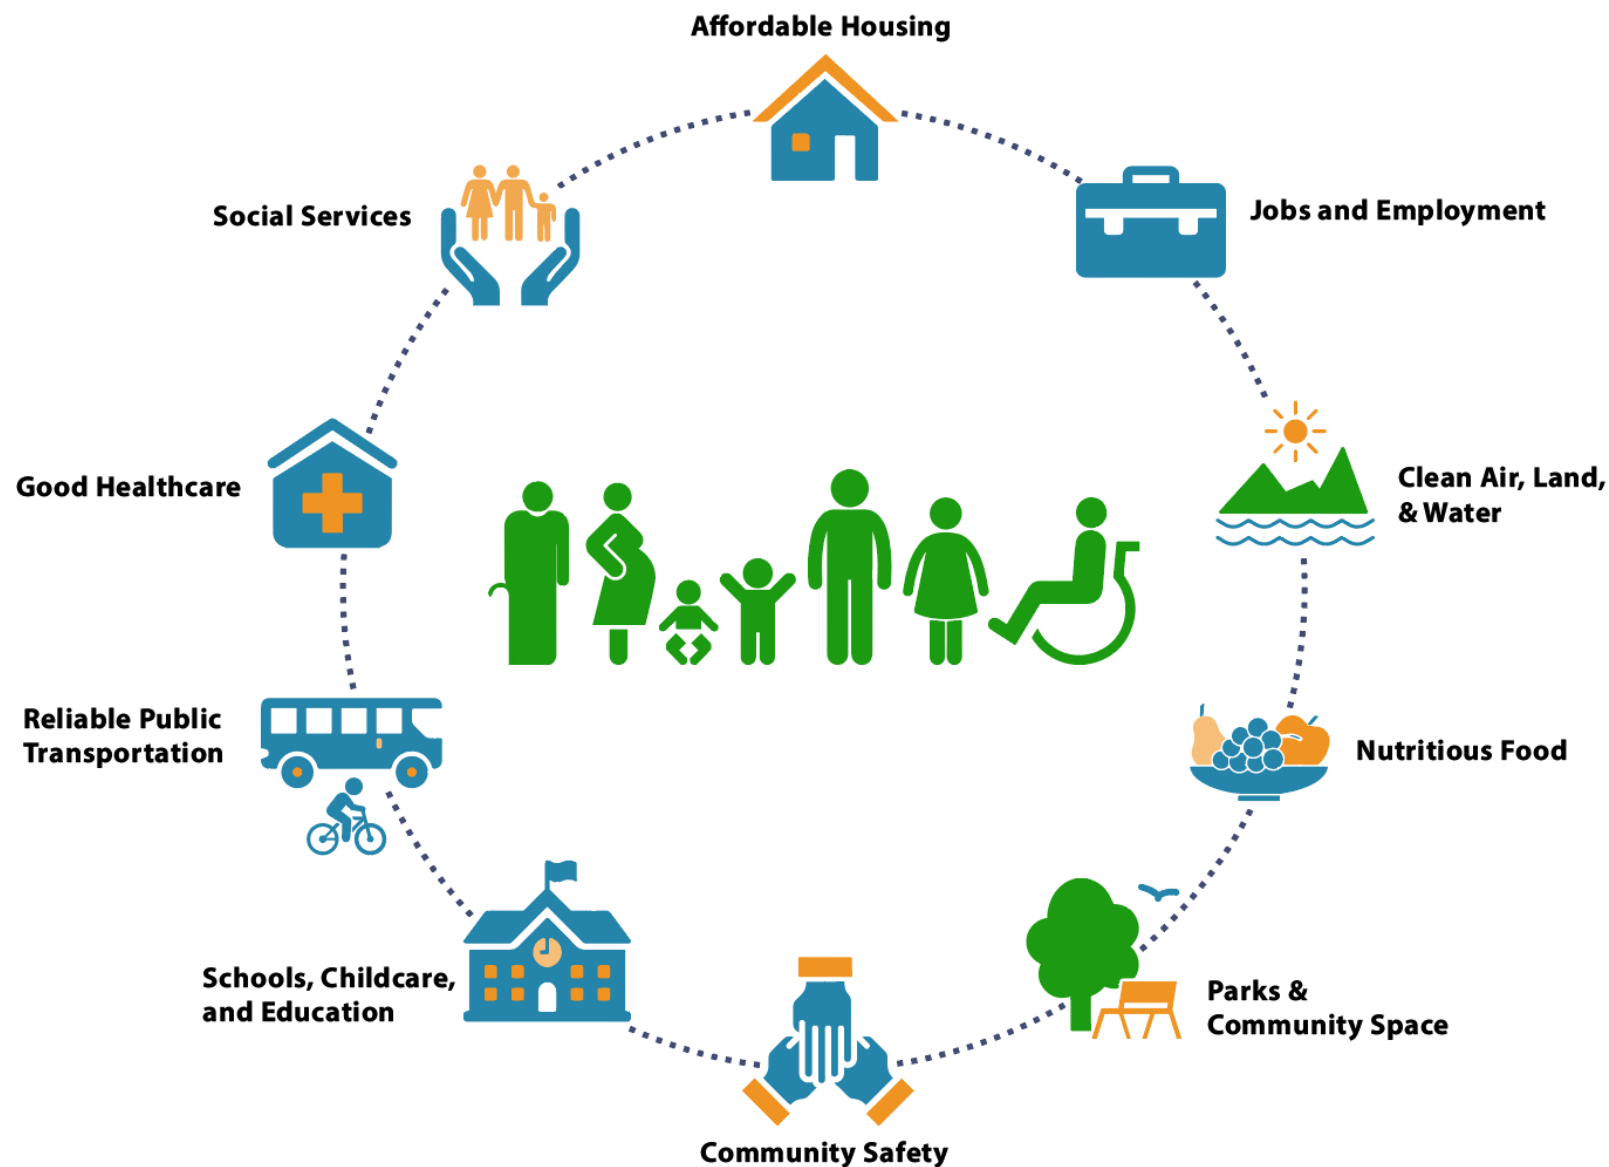 Affordable Housing
Jobs and Employment
Clean Air, Land,
& Water
Nutritious Food
Parks &
Community Space
Community Safety
Schools, Childcare,
and Education
Reliable Public
Transportation
Good Healthcare
Social Services